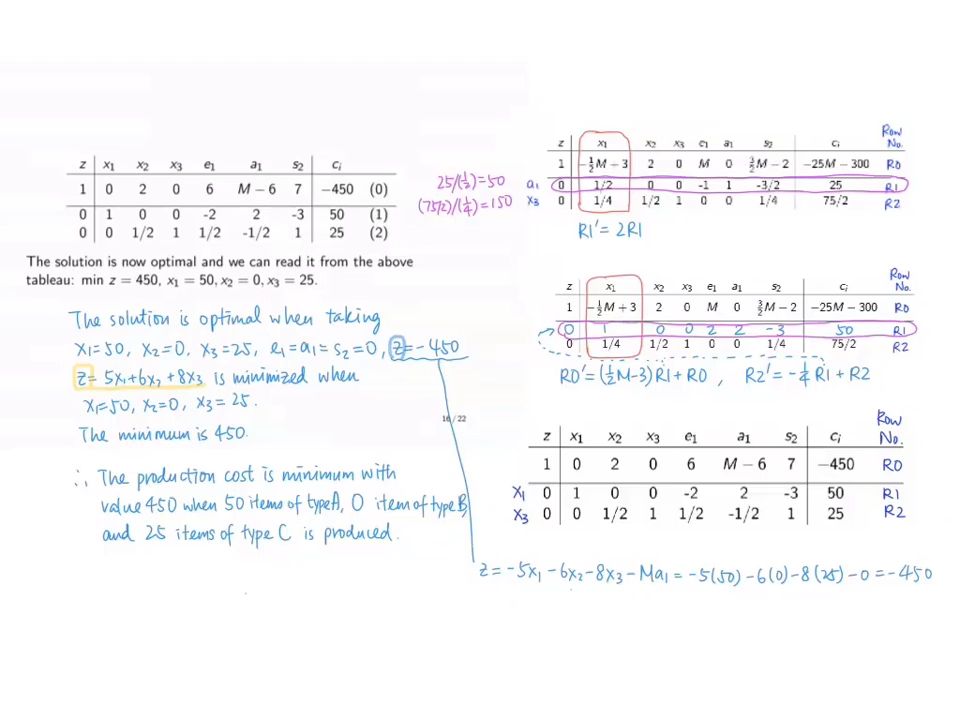 z x₁ x₂ x₃ e₁ a₁ s₂ cᵢ
1 0 2 0 6 M − 6 7 −450 (0)
0 1 0 0 -2 2 -3 50 (1)
0 0 1/2 1 1/2 -1/2 1 25 (2)
The solution is now optimal and we can read it from the above
tableau: min z = 450, x₁ = 50, x₂ = 0, x₃ = 25.
The solution is optimal when taking
x₁=50, x₂=0, x₃=25, e₁=a₁=s₂=0, z=-450
z= 5x₁+6x₂+8x₃ is minimized when
x₁=50, x₂=0, x₃=25.
The minimum is 450.
∴ The production cost is minimum with
value 450 when 50 items of type A, 0 item of type B,
and 25 items of type C is produced.
16 / 22
25/(½)=50
(75/2)/(¼)=150
Row
z x₁ x₂ x₃ e₁ a₁ s₂ cᵢ No.
1 −½M − 3 2 0 M 0 3/2M − 2 −25M − 300 R0
a₁ 0 1/2 0 0 -1 1 -3/2 25 R1
x₃ 0 1/4 1/2 1 0 0 1/4 75/2 R2
R1' = 2R1
Row
z x₁ x₂ x₃ e₁ a₁ s₂ cᵢ No.
1 −½M + 3 2 0 M 0 3/2M − 2 −25M − 300 R0
0 1 0 0 2 2 -3 50 R1
0 1/4 1/2 1 0 0 1/4 75/2 R2
R0' = (½M-3)R1 + R0 , R2' = -¼R1 + R2
Row
z x₁ x₂ x₃ e₁ a₁ s₂ cᵢ No.
1 0 2 0 6 M − 6 7 −450 R0
x₁ 0 1 0 0 -2 2 -3 50 R1
x₃ 0 0 1/2 1 1/2 -1/2 1 25 R2
z = -5x₁ - 6x₂ - 8x₃ - Ma₁ = -5(50) - 6(0) - 8(25) - 0 = -450